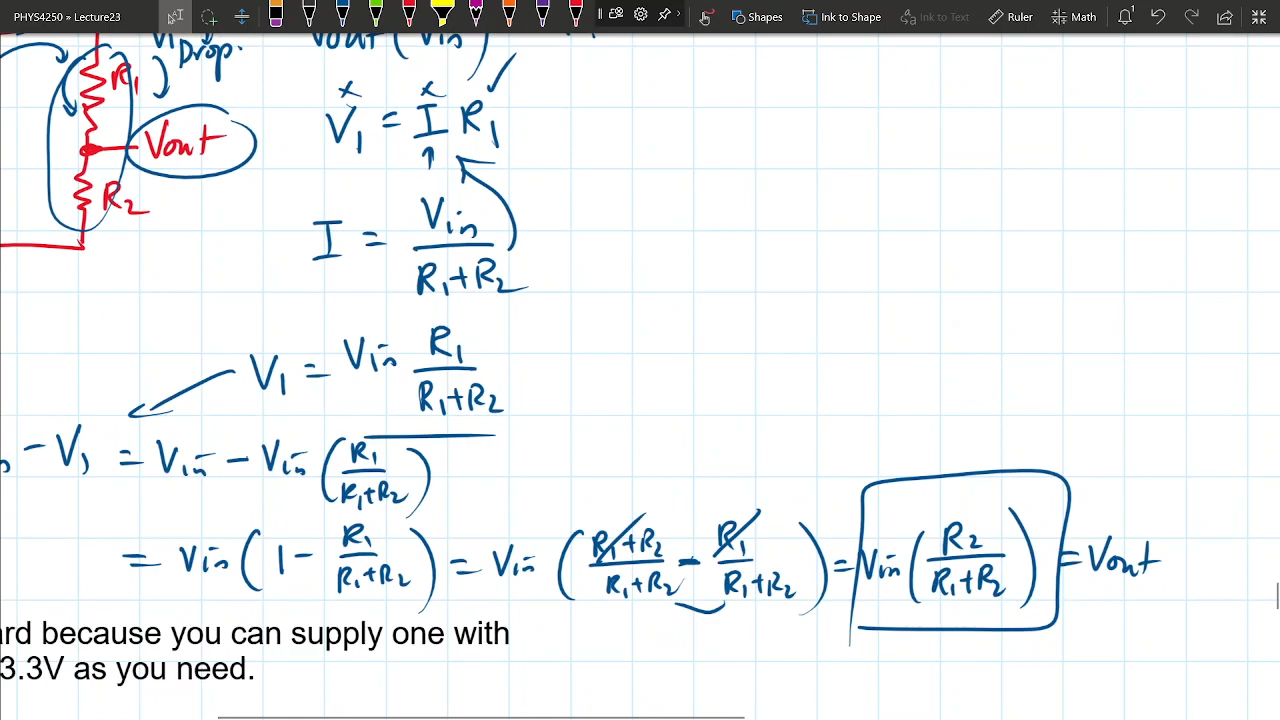 PHYS4250 » Lecture23
Shapes
Ink to Shape
Ink to Text
Ruler
Math
Drop.
Vout (Vin)
R1
Vout
R2
V1 = I R1
I = Vin / (R1+R2)
V1 = Vin R1 / (R1+R2)
- V1 = Vin - Vin (R1 / (R1+R2))
= Vin (1 - R1 / (R1+R2)) = Vin ((R1+R2) / (R1+R2) - R1 / (R1+R2)) = Vin (R2 / (R1+R2)) = Vout
ard because you can supply one with
3.3V as you need.